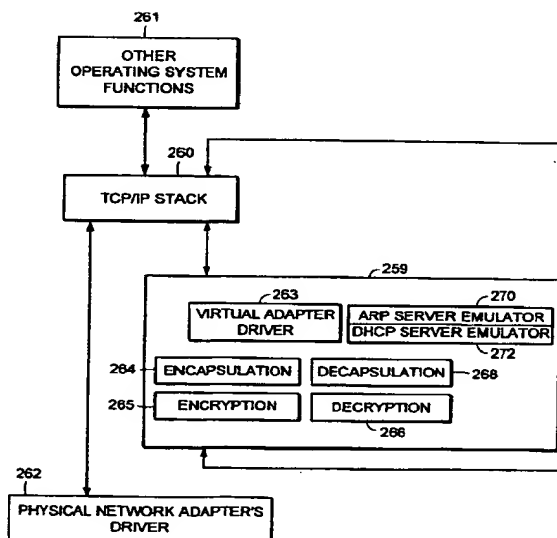 261
OTHER
OPERATING SYSTEM
FUNCTIONS
260
TCP/IP STACK
259
263
VIRTUAL ADAPTER
DRIVER
270
ARP SERVER EMULATOR
DHCP SERVER EMULATOR
272
264
ENCAPSULATION
DECAPSULATION
268
265
ENCRYPTION
DECRYPTION
266
262
PHYSICAL NETWORK ADAPTER'S
DRIVER